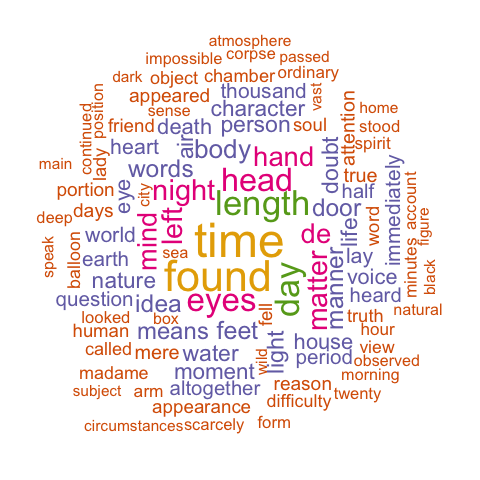 atmosphere
impossible corpse passed
dark object chamber ordinary
position appeared thousand vast
continued sense character home
friend death person soul attention stood
lady heart air abody hand doubt spirit
main words head true
portion eye city night length door half immediately
deep days left life word account
world mind time de lay minutes figure
speak balloon earth sea found matter manner voice black
nature eyes day heard natural
question idea fell truth
looked box means feet light house hour
human called mere water wild period view
madame moment observed
subject arm altogether reason morning
appearance difficulty twenty
circumstances scarcely form